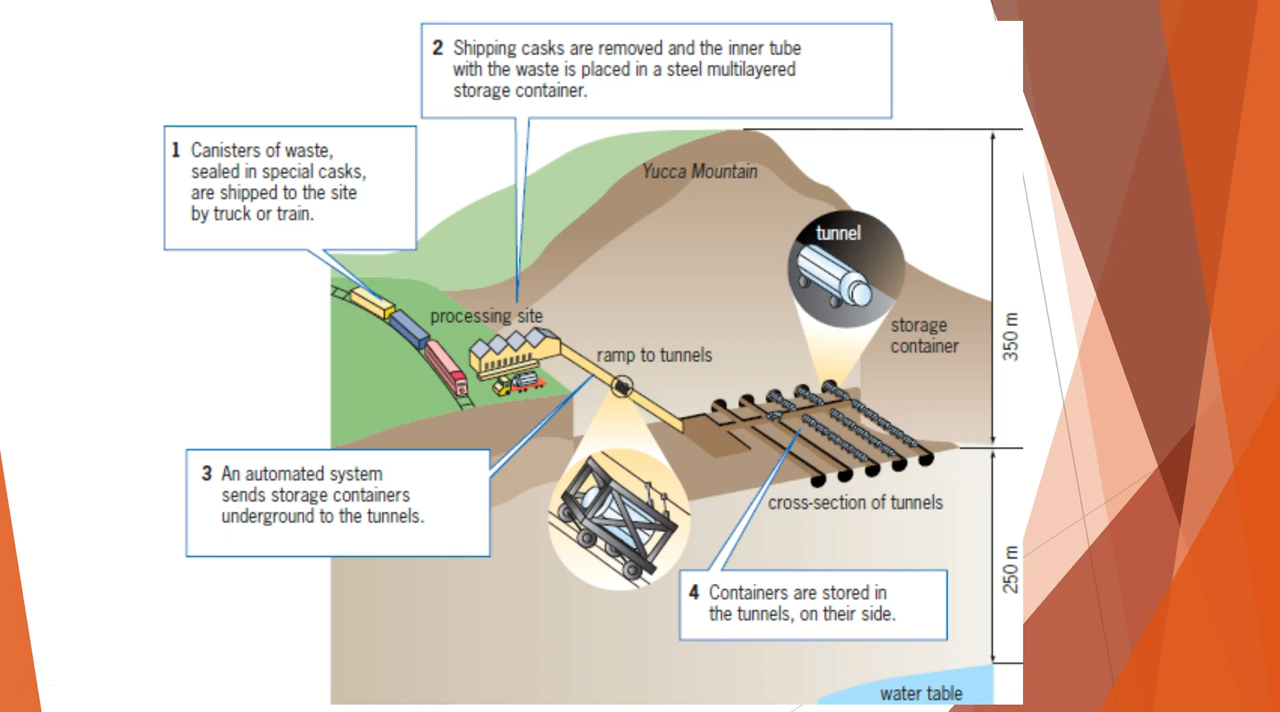 2 Shipping casks are removed and the inner tube
with the waste is placed in a steel multilayered
storage container.
1 Canisters of waste,
sealed in special casks,
are shipped to the site
by truck or train.
Yucca Mountain
tunnel
processing site
storage
container
350 m
ramp to tunnels
3 An automated system
sends storage containers
underground to the tunnels.
cross-section of tunnels
250 m
4 Containers are stored in
the tunnels, on their side.
water table